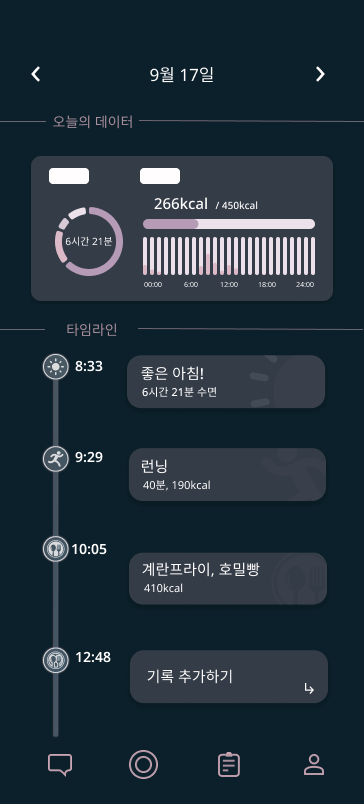 9월 17일
오늘의 데이터
266kcal / 450kcal
6시간 21분
00:00 6:00 12:00 18:00 24:00
타임라인
8:33
좋은 아침!
6시간 21분 수면
9:29
런닝
40분, 190kcal
10:05
계란프라이, 호밀빵
410kcal
12:48
기록 추가하기